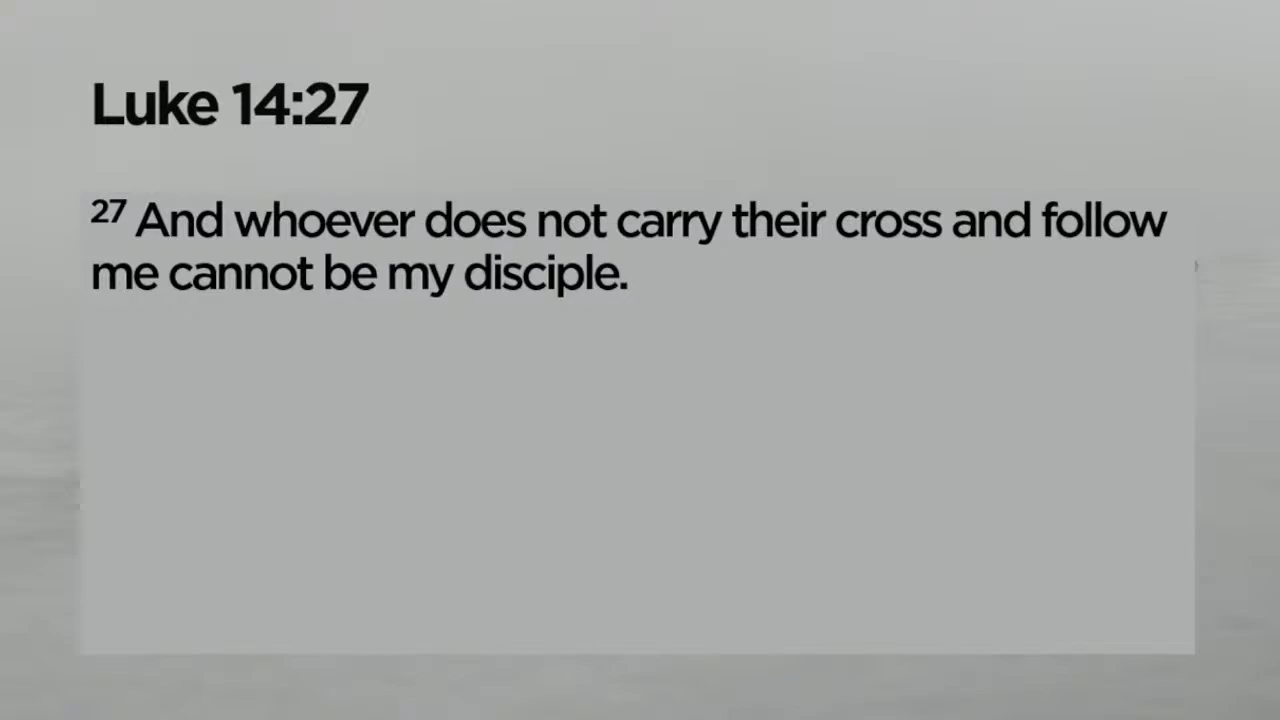 Luke 14:27
27 And whoever does not carry their cross and follow
me cannot be my disciple.